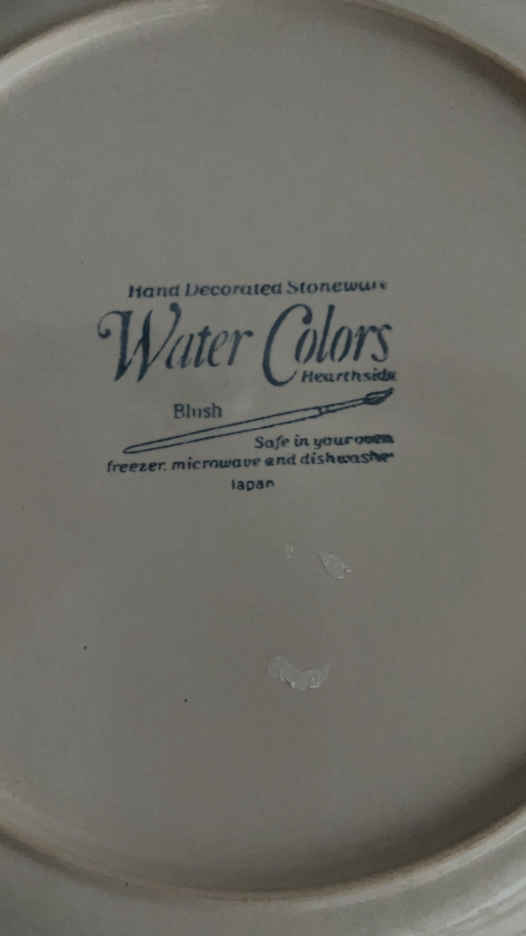 Hand Decorated Stoneware
Water Colors
Hearthside
Blush
Safe in your oven
freezer, microwave and dishwasher
Japan